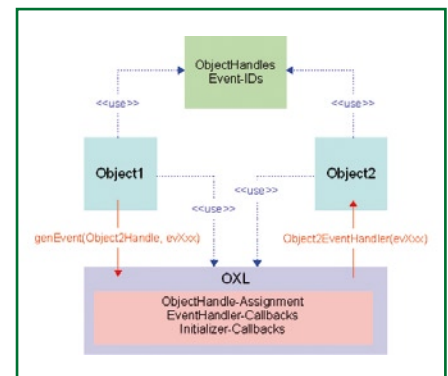 ObjectHandles
Event-IDs
<<use>>
<<use>>
Object1
Object2
<<use>>
<<use>>
genEvent(Object2Handle, evXxx)
Object2EventHandler(evXxx)
OXL
ObjectHandle-Assignment
EventHandler-Callbacks
Initializer-Callbacks